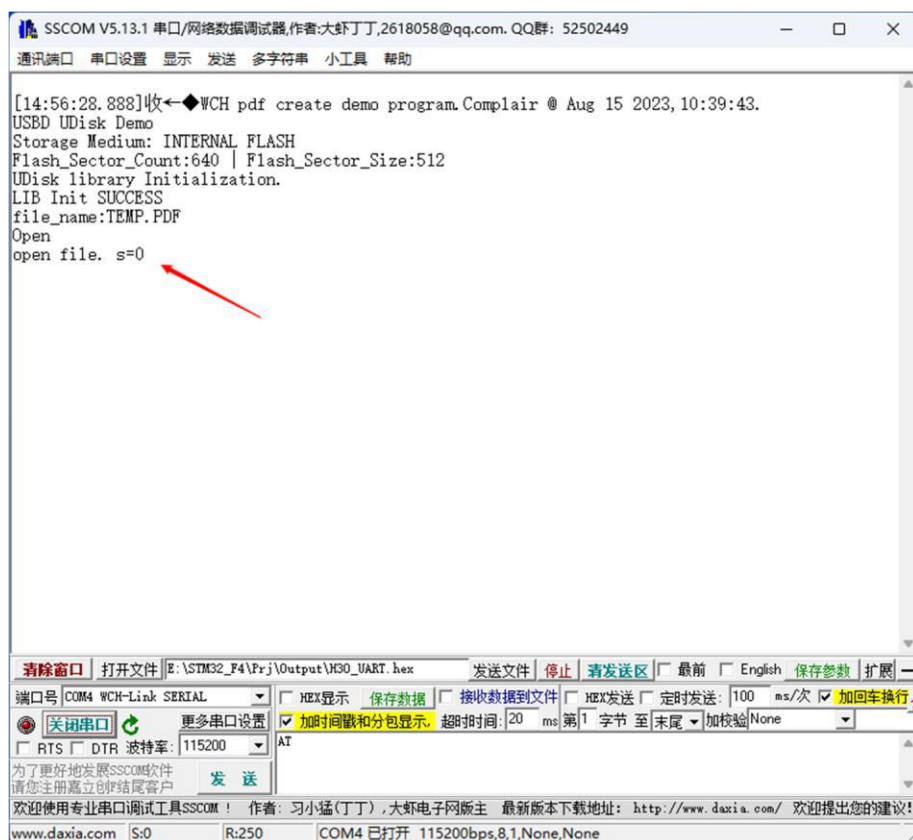 SSCOM V5.13.1 串口/网络数据调试器,作者:大虾丁丁,2618058@qq.com. QQ群: 52502449
通讯端口 串口设置 显示 发送 多字符串 小工具 帮助
[14:56:28.888]收←◆WCH pdf create demo program.Complair @ Aug 15 2023,10:39:43.
USBD UDisk Demo
Storage Medium: INTERNAL FLASH
Flash_Sector_Count:640 | Flash_Sector_Size:512
UDisk library Initialization.
LIB Init SUCCESS
file_name:TEMP.PDF
Open
open file. s=0
清除窗口 打开文件 E:\STM32_F4\Prj\Output\H30_UART.hex 发送文件 停止 清发送区 最前 English 保存参数 扩展 —
端口号 COM4 WCH-Link SERIAL HEX显示 保存数据 接收数据到文件 HEX发送 定时发送: 100 ms/次 加回车换行
关闭串口 更多串口设置 加时间戳和分包显示. 超时时间: 20 ms 第1 字节 至 末尾 加校验 None
RTS DTR 波特率: 115200 AT
为了更好地发展SSCOM软件
请您注册嘉立创F结尾客户
发 送
欢迎使用专业串口调试工具SSCOM ! 作者: 习小猛(丁丁),大虾电子网版主 最新版本下载地址: http://www.daxia.com/ 欢迎提出您的建议!
www.daxia.com S:0 R:250 COM4 已打开 115200bps,8,1,None,None